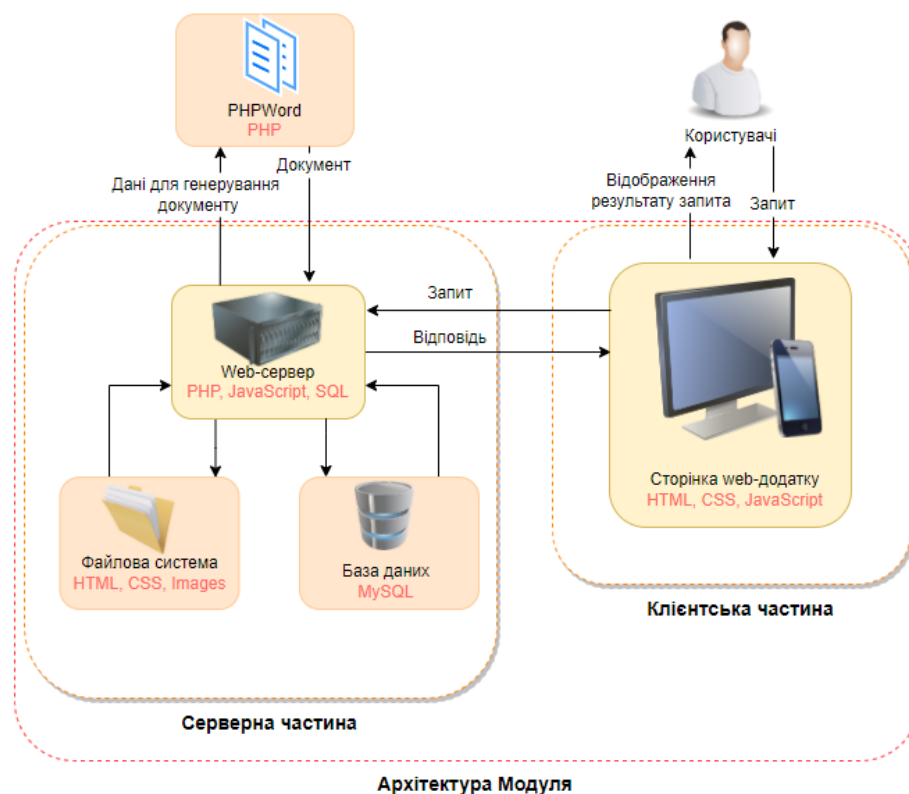 PHPWord
PHP
Користувачі
Дані для генерування
документу
Документ
Відображення
результату запита
Запит
Web-сервер
PHP, JavaScript, SQL
Запит
Відповідь
Файлова система
HTML, CSS, Images
База даних
MySQL
Сторінка web-додатку
HTML, CSS, JavaScript
Клієнтська частина
Серверна частина
Архітектура Модуля